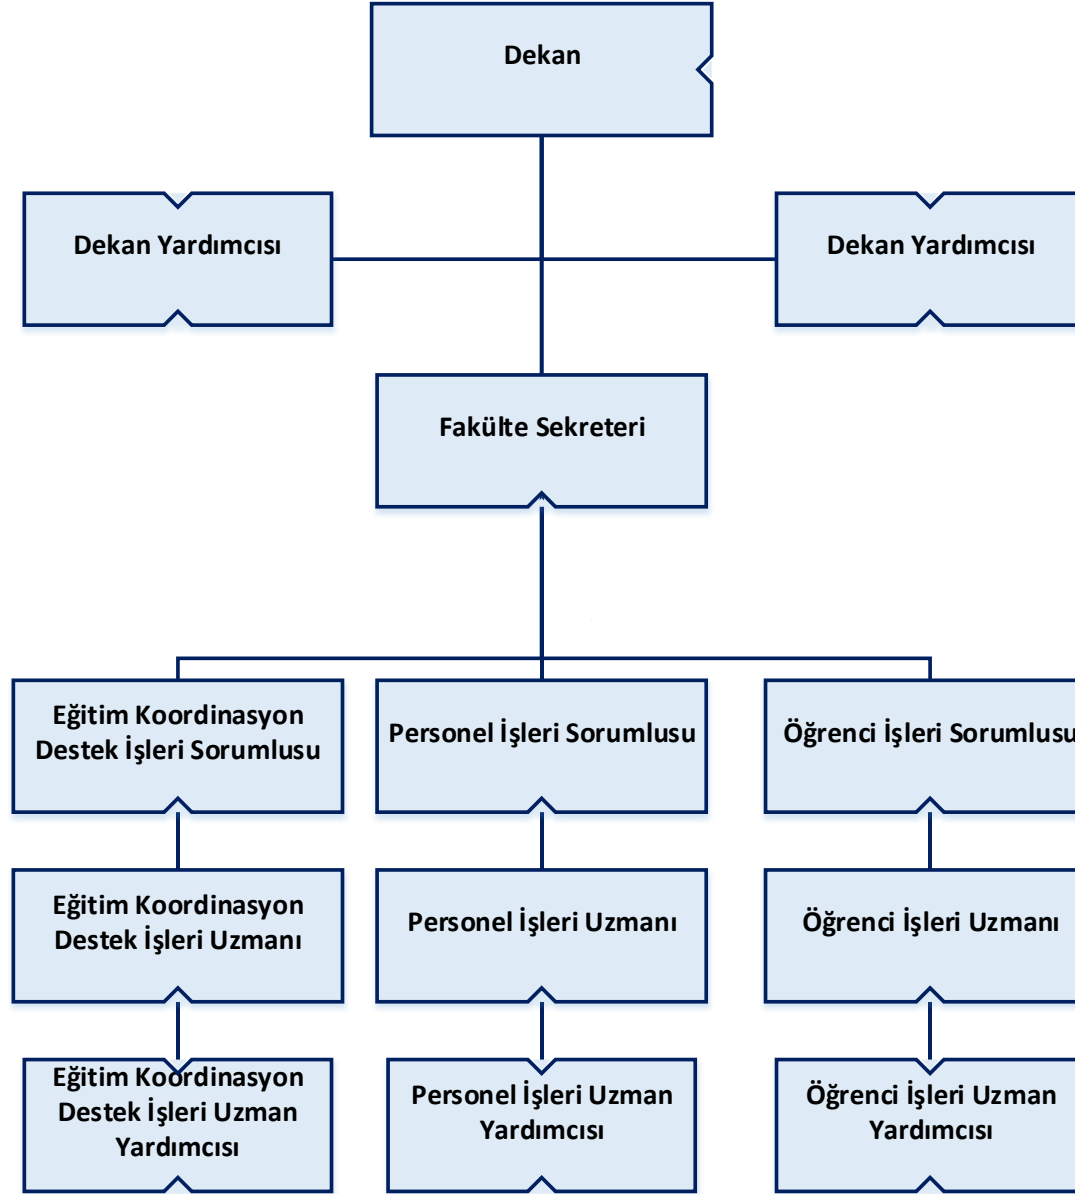 Dekan
Dekan Yardımcısı
Dekan Yardımcısı
Fakülte Sekreteri
Eğitim Koordinasyon
Destek İşleri Sorumlusu
Personel İşleri Sorumlusu
Öğrenci İşleri Sorumlusu
Eğitim Koordinasyon
Destek İşleri Uzmanı
Personel İşleri Uzmanı
Öğrenci İşleri Uzmanı
Eğitim Koordinasyon
Destek İşleri Uzman
Yardımcısı
Personel İşleri Uzman
Yardımcısı
Öğrenci İşleri Uzman
Yardımcısı